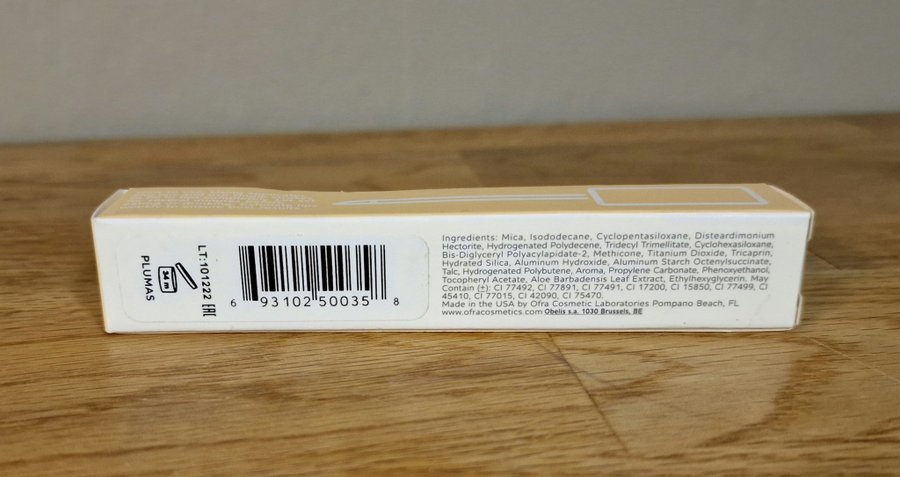 LT:101222 EAC
24 m
PLUMAS
6 93102 50035 8
Ingredients: Mica, Isododecane, Cyclopentasiloxane, Disteardimonium
Hectorite, Hydrogenated Polydecene, Tridecyl Trimellitate, Cyclohexasiloxane,
Bis-Diglyceryl Polyacylapidate-2, Methicone, Titanium Dioxide, Tricaprin,
Hydrated Silica, Aluminum Hydroxide, Aluminum Starch Octenylsuccinate,
Talc, Hydrogenated Polybutene, Aroma, Propylene Carbonate, Phenoxyethanol,
Tocopheryl Acetate, Aloe Barbadensis Leaf Extract, Ethylhexyglycerin. May
Contain (±): CI 77492, CI 77891, CI 77491, CI 17200, CI 15850, CI 77499, CI
45410, CI 77015, CI 42090, CI 75470.
Made in the USA by Ofra Cosmetic Laboratories Pompano Beach, FL
www.ofracosmetics.com Obelis s.a. 1030 Brussels, BE